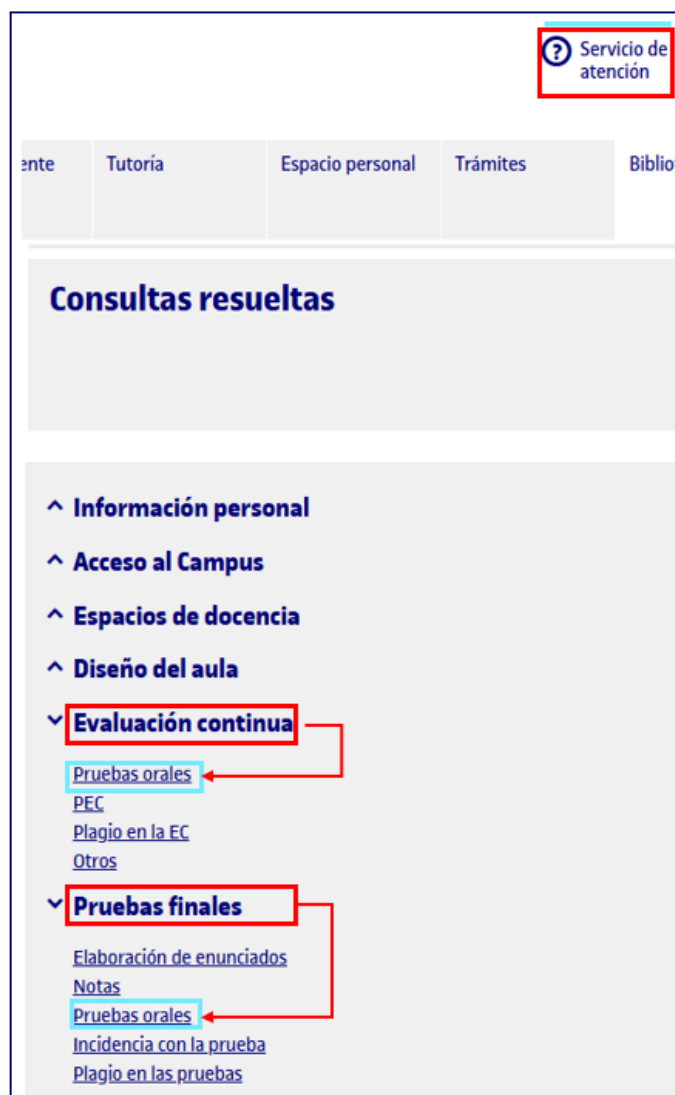 Servicio de
atención
ente Tutoría Espacio personal Trámites Biblio
Consultas resueltas
Información personal
Acceso al Campus
Espacios de docencia
Diseño del aula
Evaluación continua
Pruebas orales
PEC
Plagio en la EC
Otros
Pruebas finales
Elaboración de enunciados
Notas
Pruebas orales
Incidencia con la prueba
Plagio en las pruebas